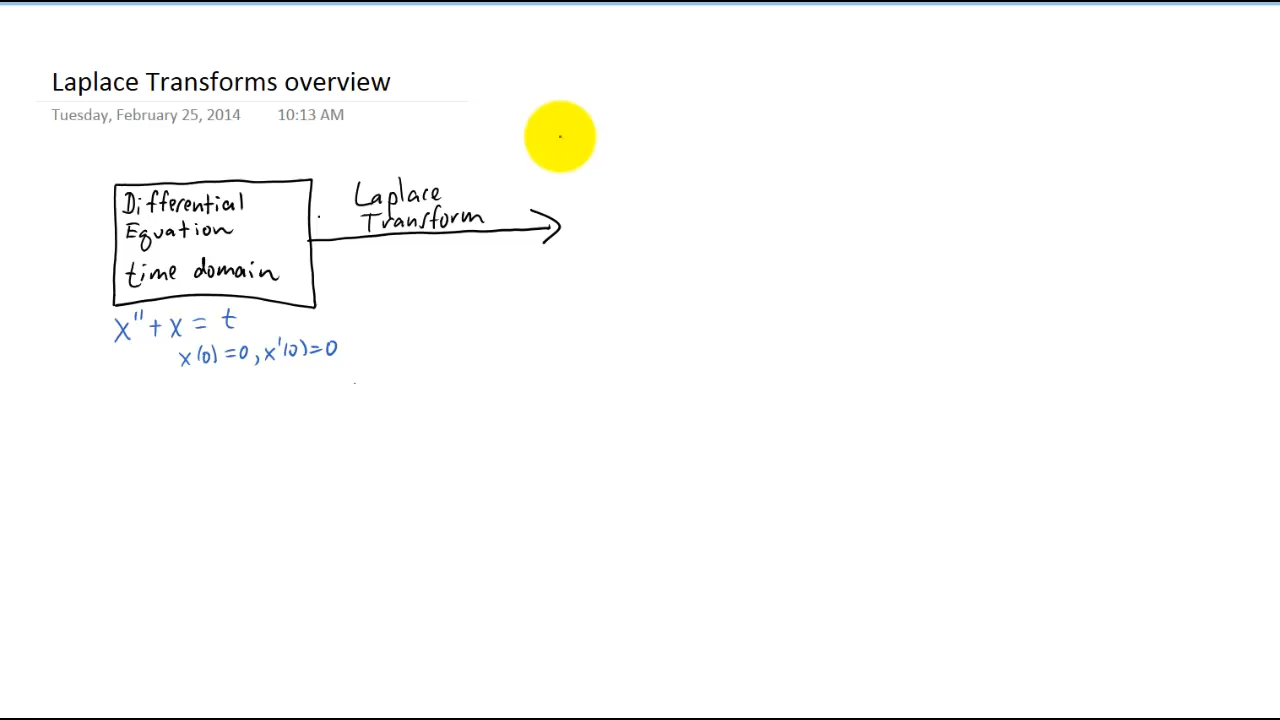 Laplace Transforms overview
Tuesday, February 25, 2014 10:13 AM
Differential
Equation
time domain
Laplace
Transform
x'' + x = t
x(0) = 0, x'(0) = 0